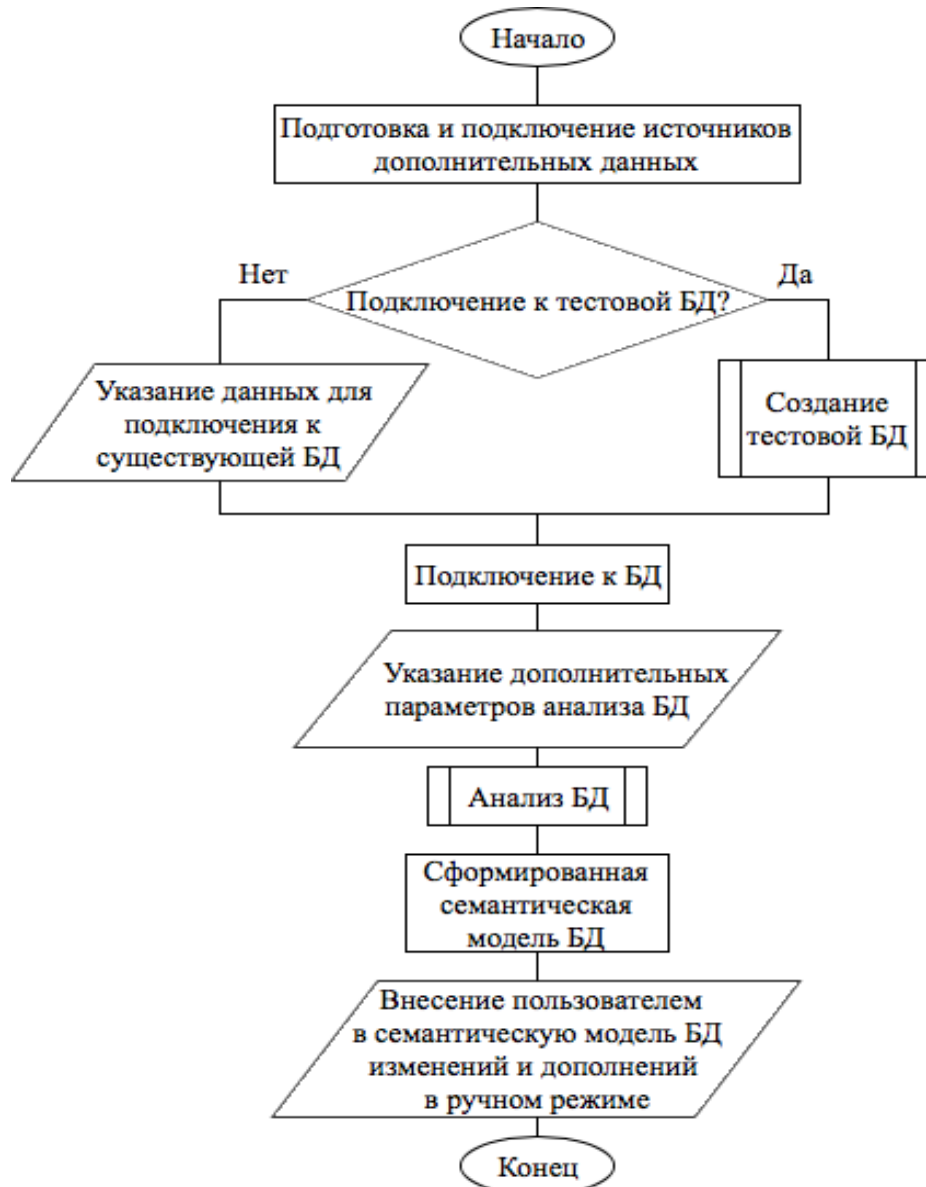 Начало
Подготовка и подключение источников
дополнительных данных
Нет
Да
Подключение к тестовой БД?
Указание данных для
подключения к
существующей БД
Создание
тестовой БД
Подключение к БД
Указание дополнительных
параметров анализа БД
Анализ БД
Сформированная
семантическая
модель БД
Внесение пользователем
в семантическую модель БД
изменений и дополнений
в ручном режиме
Конец